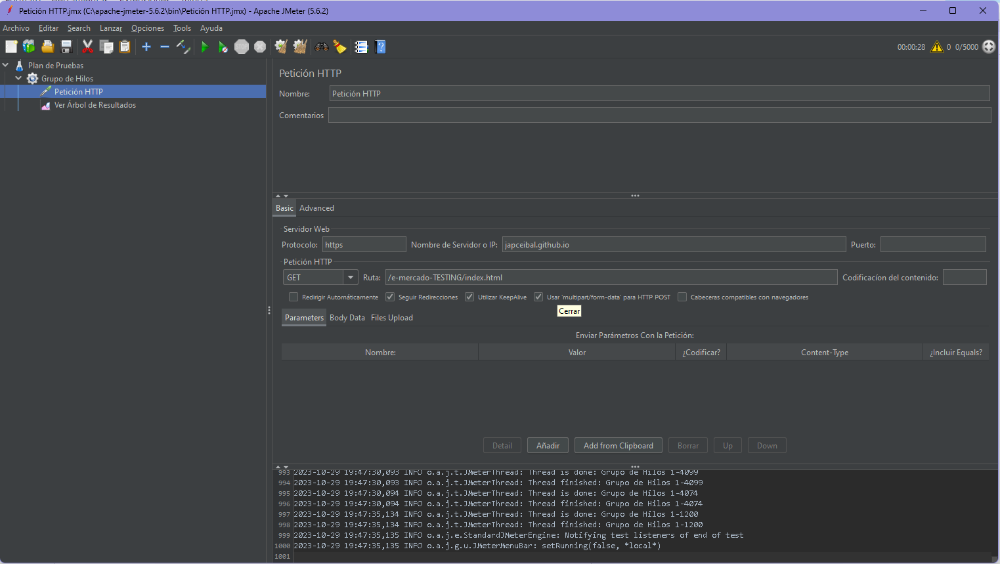 Petición HTTP.jmx (C:\apache-jmeter-5.6.2\bin\Petición HTTP.jmx) - Apache JMeter (5.6.2)
Archivo Editar Search Lanzar Opciones Tools Ayuda
00:00:28 0 0/5000
Plan de Pruebas
Grupo de Hilos
Petición HTTP
Ver Árbol de Resultados
Petición HTTP
Nombre: Petición HTTP
Comentarios
Basic Advanced
Servidor Web
Protocolo: https Nombre de Servidor o IP: japceibal.github.io Puerto:
Petición HTTP
GET Ruta: /e-mercado-TESTING/index.html Codificacíon del contenido:
Redirigir Automáticamente Seguir Redirecciones Utilizar KeepAlive Usar 'multipart/form-data' para HTTP POST Cabeceras compatibles con navegadores
Cerrar
Parameters Body Data Files Upload
Enviar Parámetros Con la Petición:
Nombre: Valor ¿Codificar? Content-Type ¿Incluir Equals?
Detail Añadir Add from Clipboard Borrar Up Down
993 2023-10-29 19:47:30,093 INFO o.a.j.t.JMeterThread: Thread is done: Grupo de Hilos 1-4099
994 2023-10-29 19:47:30,093 INFO o.a.j.t.JMeterThread: Thread finished: Grupo de Hilos 1-4099
995 2023-10-29 19:47:30,094 INFO o.a.j.t.JMeterThread: Thread is done: Grupo de Hilos 1-4074
996 2023-10-29 19:47:30,094 INFO o.a.j.t.JMeterThread: Thread finished: Grupo de Hilos 1-4074
997 2023-10-29 19:47:35,134 INFO o.a.j.t.JMeterThread: Thread is done: Grupo de Hilos 1-1200
998 2023-10-29 19:47:35,134 INFO o.a.j.t.JMeterThread: Thread finished: Grupo de Hilos 1-1200
999 2023-10-29 19:47:35,135 INFO o.a.j.e.StandardJMeterEngine: Notifying test listeners of end of test
1000 2023-10-29 19:47:35,135 INFO o.a.j.g.u.JMeterMenuBar: setRunning(false, *local*)
1001